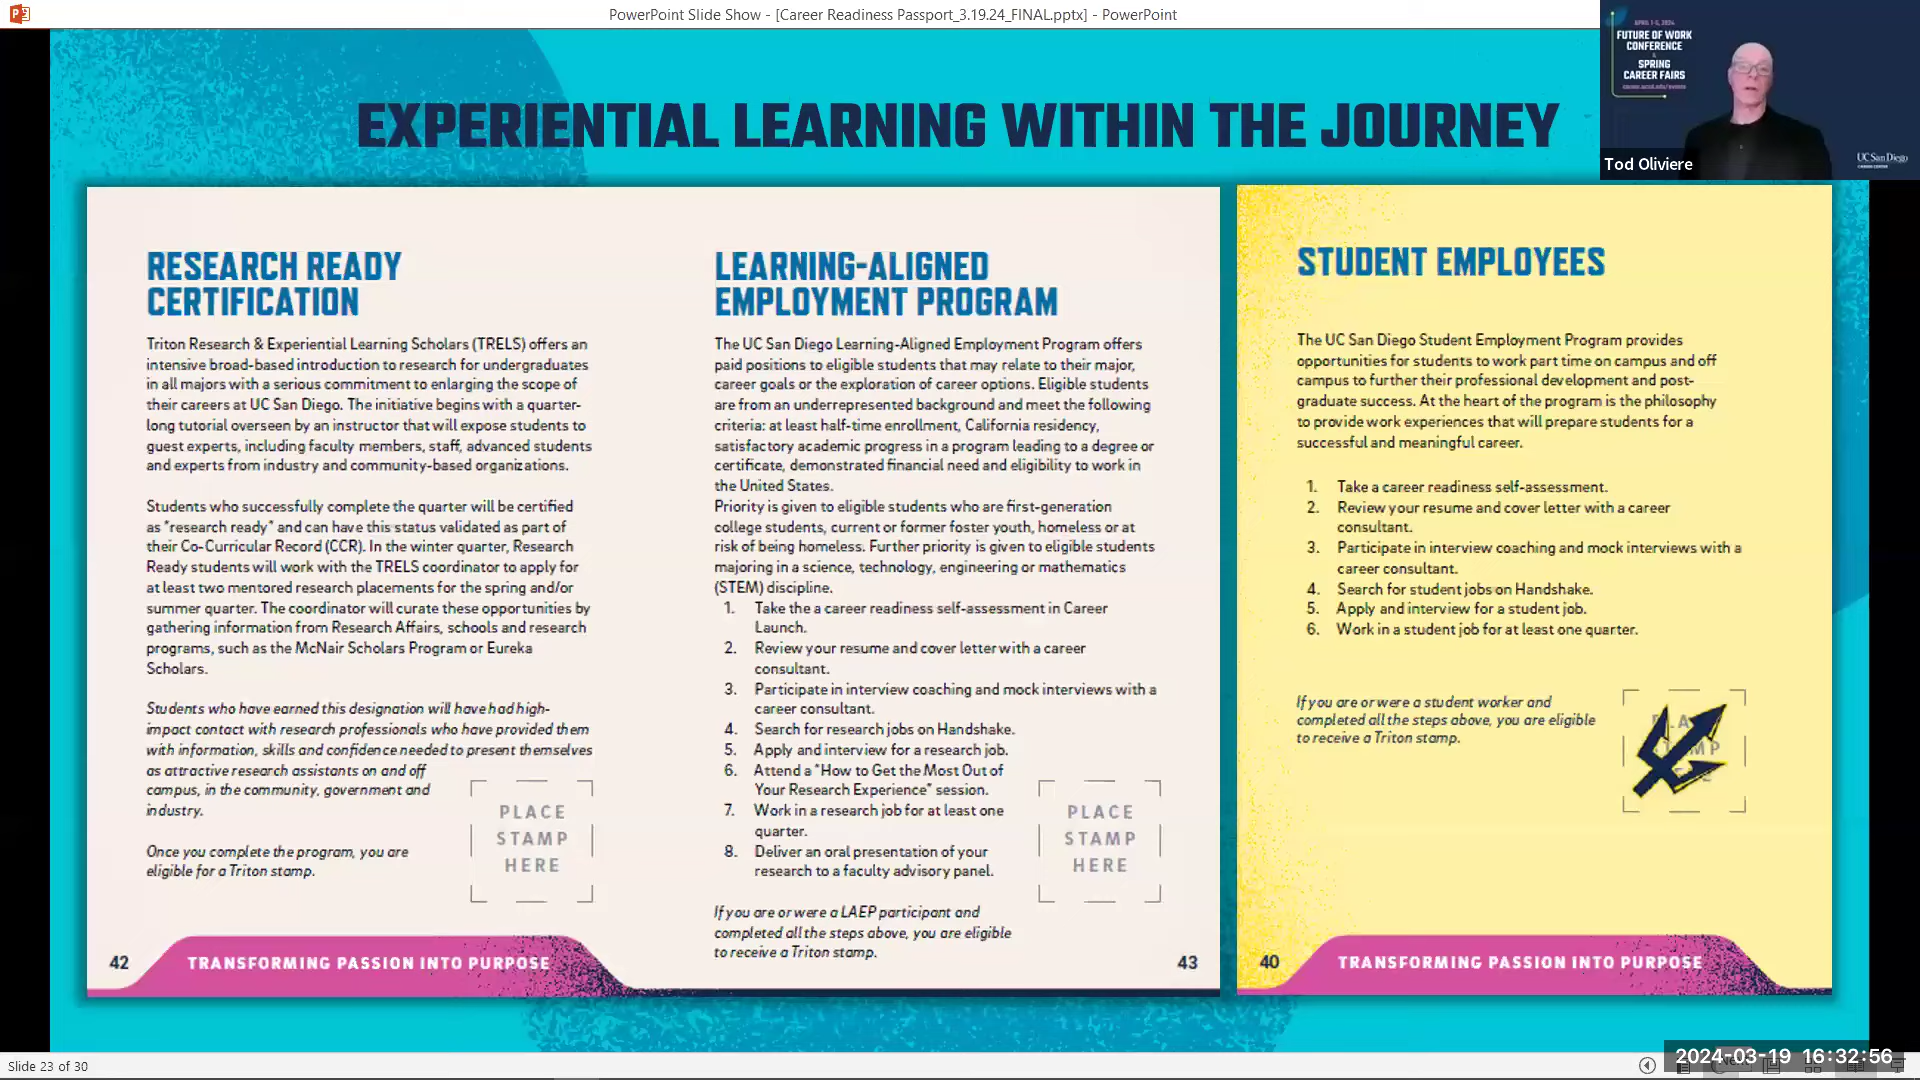 PowerPoint Slide Show - [Career Readiness Passport_3.19.24_FINAL.pptx] - PowerPoint
APRIL 1-5, 2024
FUTURE OF WORK
CONFERENCE
SPRING
CAREER FAIRS
Tod Oliviere
UC San Diego
CAREER CENTER
EXPERIENTIAL LEARNING WITHIN THE JOURNEY
RESEARCH READY
CERTIFICATION
Triton Research & Experiential Learning Scholars (TRELS) offers an
intensive broad-based introduction to research for undergraduates
in all majors with a serious commitment to enlarging the scope of
their careers at UC San Diego. The initiative begins with a quarter-
long tutorial overseen by an instructor that will expose students to
guest experts, including faculty members, staff, advanced students
and experts from industry and community-based organizations.
Students who successfully complete the quarter will be certified
as "research ready" and can have this status validated as part of
their Co-Curricular Record (CCR). In the winter quarter, Research
Ready students will work with the TRELS coordinator to apply for
at least two mentored research placements for the spring and/or
summer quarter. The coordinator will curate these opportunities by
gathering information from Research Affairs, schools and research
programs, such as the McNair Scholars Program or Eureka
Scholars.
Students who have earned this designation will have had high-
impact contact with research professionals who have provided them
with information, skills and confidence needed to present themselves
as attractive research assistants on and off
campus, in the community, government and
industry.
Once you complete the program, you are
eligible for a Triton stamp.
PLACE
STAMP
HERE
42
TRANSFORMING PASSION INTO PURPOSE
LEARNING-ALIGNED
EMPLOYMENT PROGRAM
The UC San Diego Learning-Aligned Employment Program offers
paid positions to eligible students that may relate to their major,
career goals or the exploration of career options. Eligible students
are from an underrepresented background and meet the following
criteria: at least half-time enrollment, California residency,
satisfactory academic progress in a program leading to a degree or
certificate, demonstrated financial need and eligibility to work in
the United States.
Priority is given to eligible students who are first-generation
college students, current or former foster youth, homeless or at
risk of being homeless. Further priority is given to eligible students
majoring in a science, technology, engineering or mathematics
(STEM) discipline.
1. Take the a career readiness self-assessment in Career
Launch.
2. Review your resume and cover letter with a career
consultant.
3. Participate in interview coaching and mock interviews with a
career consultant.
4. Search for research jobs on Handshake.
5. Apply and interview for a research job.
6. Attend a "How to Get the Most Out of
Your Research Experience" session.
7. Work in a research job for at least one
quarter.
8. Deliver an oral presentation of your
research to a faculty advisory panel.
If you are or were a LAEP participant and
completed all the steps above, you are eligible
to receive a Triton stamp.
PLACE
STAMP
HERE
43
STUDENT EMPLOYEES
The UC San Diego Student Employment Program provides
opportunities for students to work part time on campus and off
campus to further their professional development and post-
graduate success. At the heart of the program is the philosophy
to provide work experiences that will prepare students for a
successful and meaningful career.
1. Take a career readiness self-assessment.
2. Review your resume and cover letter with a career
consultant.
3. Participate in interview coaching and mock interviews with a
career consultant.
4. Search for student jobs on Handshake.
5. Apply and interview for a student job.
6. Work in a student job for at least one quarter.
If you are or were a student worker and
completed all the steps above, you are eligible
to receive a Triton stamp.
40
TRANSFORMING PASSION INTO PURPOSE
Slide 23 of 30
2024-03-19 16:32:56